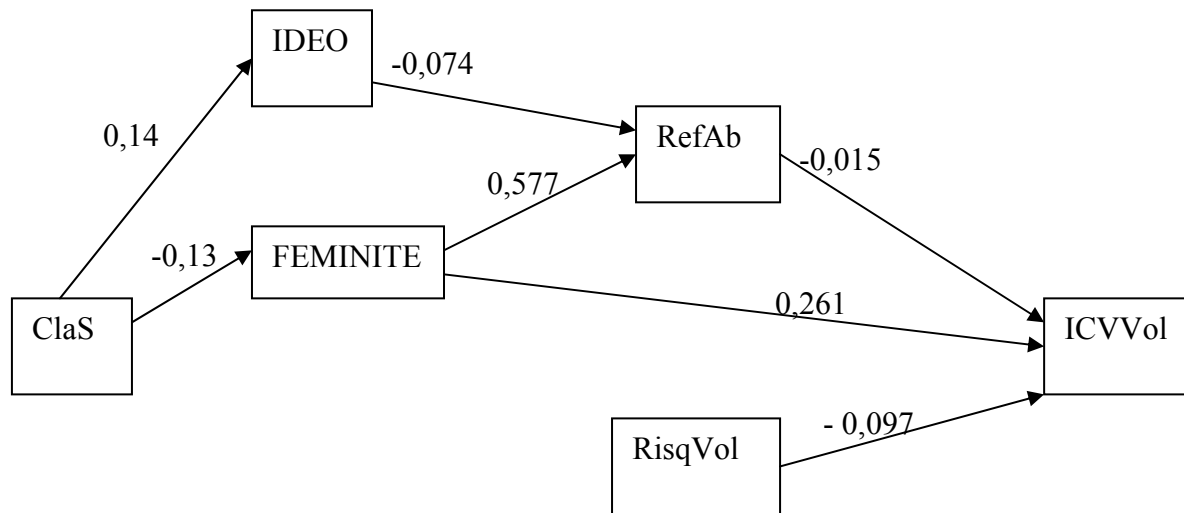 IDEO
-0,074
0,14
RefAb
-0,015
0,577
-0,13
FEMINITE
0,261
ClaS
ICVVol
- 0,097
RisqVol